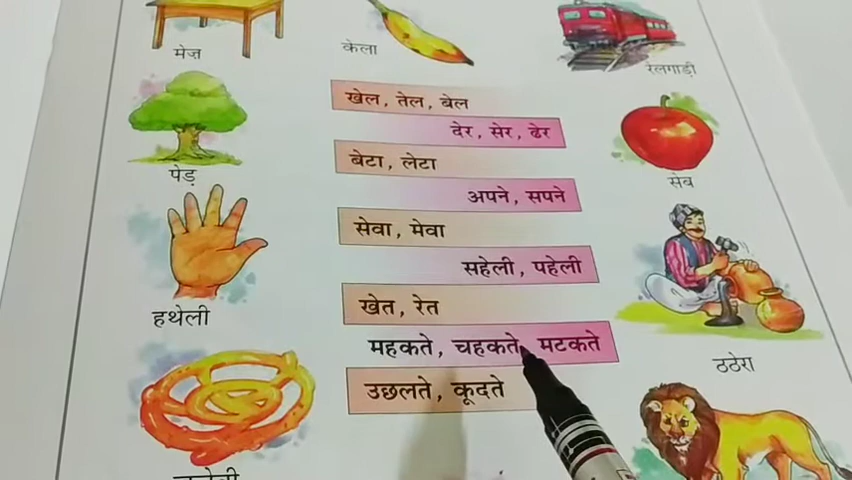 मेज़
केला
रेलगाड़ी
खेल, तेल, बेल
देर, सेर, ढेर
पेड़
बेटा, लेटा
सेब
अपने, सपने
सेवा, मेवा
सहेली, पहेली
हथेली
खेत, रेत
महकते, चहकते, मटकते
ठठेरा
उछलते, कूदते